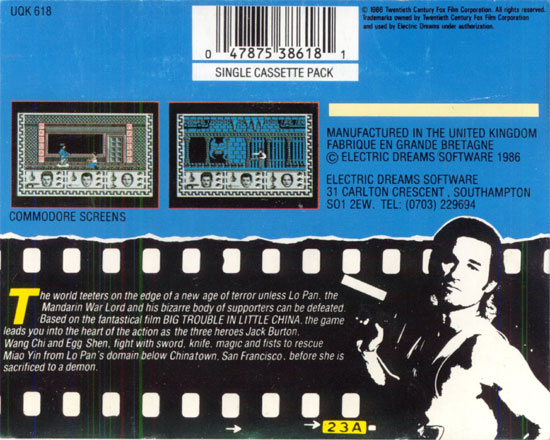 UQK 618
0 47875 38618 1
SINGLE CASSETTE PACK
© 1986 Twentieth Century Fox Film Corporation. All rights reserved.
Trademarks owned by Twentieth Century Fox Film Corporation
and used by Electric Dreams under authorization.
COMMODORE SCREENS
MANUFACTURED IN THE UNITED KINGDOM
FABRIQUE EN GRANDE BRETAGNE
© ELECTRIC DREAMS SOFTWARE 1986
ELECTRIC DREAMS SOFTWARE
31 CARLTON CRESCENT, SOUTHAMPTON
SO1 2EW. TEL: (0703) 229694
The world teeters on the edge of a new age of terror unless Lo Pan, the
Mandarin War Lord and his bizarre body of supporters can be defeated.
Based on the fantastical film BIG TROUBLE IN LITTLE CHINA, the game
leads you into the heart of the action as the three heroes Jack Burton,
Wang Chi and Egg Shen, fight with sword, knife, magic and fists to rescue
Miao Yin from Lo Pan's domain below Chinatown, San Francisco, before she is
sacrificed to a demon.
23A